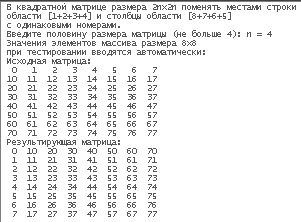 В квадратной матрице размера 2nx2n поменять местами строки
области [1+2+3+4] и столбцы области [8+7+6+5]
с одинаковыми номерами.
Введите половину размера матрицы (не больше 4): n = 4
Значения элементов массива размера 8x8
при тестировании вводятся автоматически:
Исходная матрица:
0 1 2 3 4 5 6 7
10 11 12 13 14 15 16 17
20 21 22 23 24 25 26 27
30 31 32 33 34 35 36 37
40 41 42 43 44 45 46 47
50 51 52 53 54 55 56 57
60 61 62 63 64 65 66 67
70 71 72 73 74 75 76 77
Результирующая матрица:
0 10 20 30 40 50 60 70
1 11 21 31 41 51 61 71
2 12 22 32 42 52 62 72
3 13 23 33 43 53 63 73
4 14 24 34 44 54 64 74
5 15 25 35 45 55 65 75
6 16 26 36 46 56 66 76
7 17 27 37 47 57 67 77